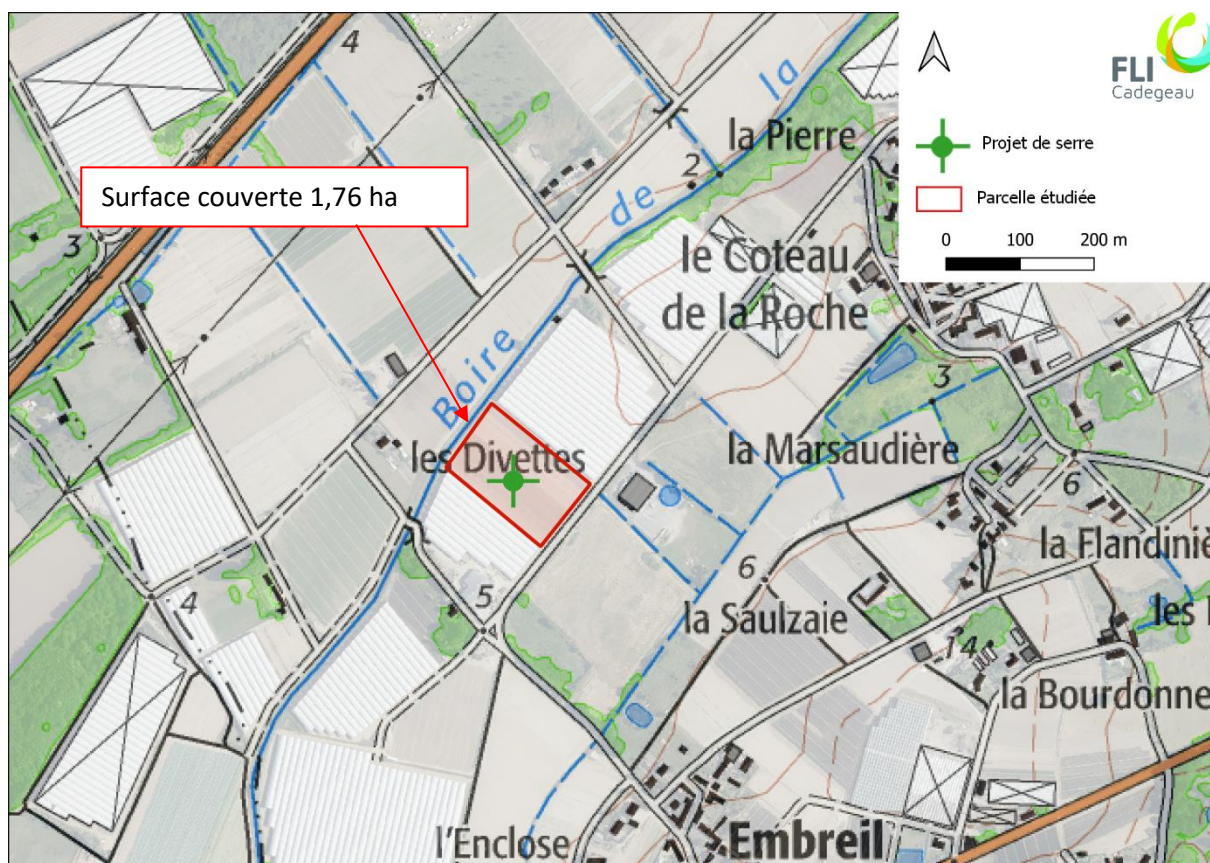 4
la Pierre
FLI
Cadegeau
Projet de serre
Parcelle étudiée
0 100 200 m
Surface couverte 1,76 ha
2
3
Boire de la
le Coteau
de la Roche
3
les Divettes
la Marsaudière
6
la Flandinie
4
5
6
la Saulzaie
les
14
la Bourdonne
l'Enclose
Embreil